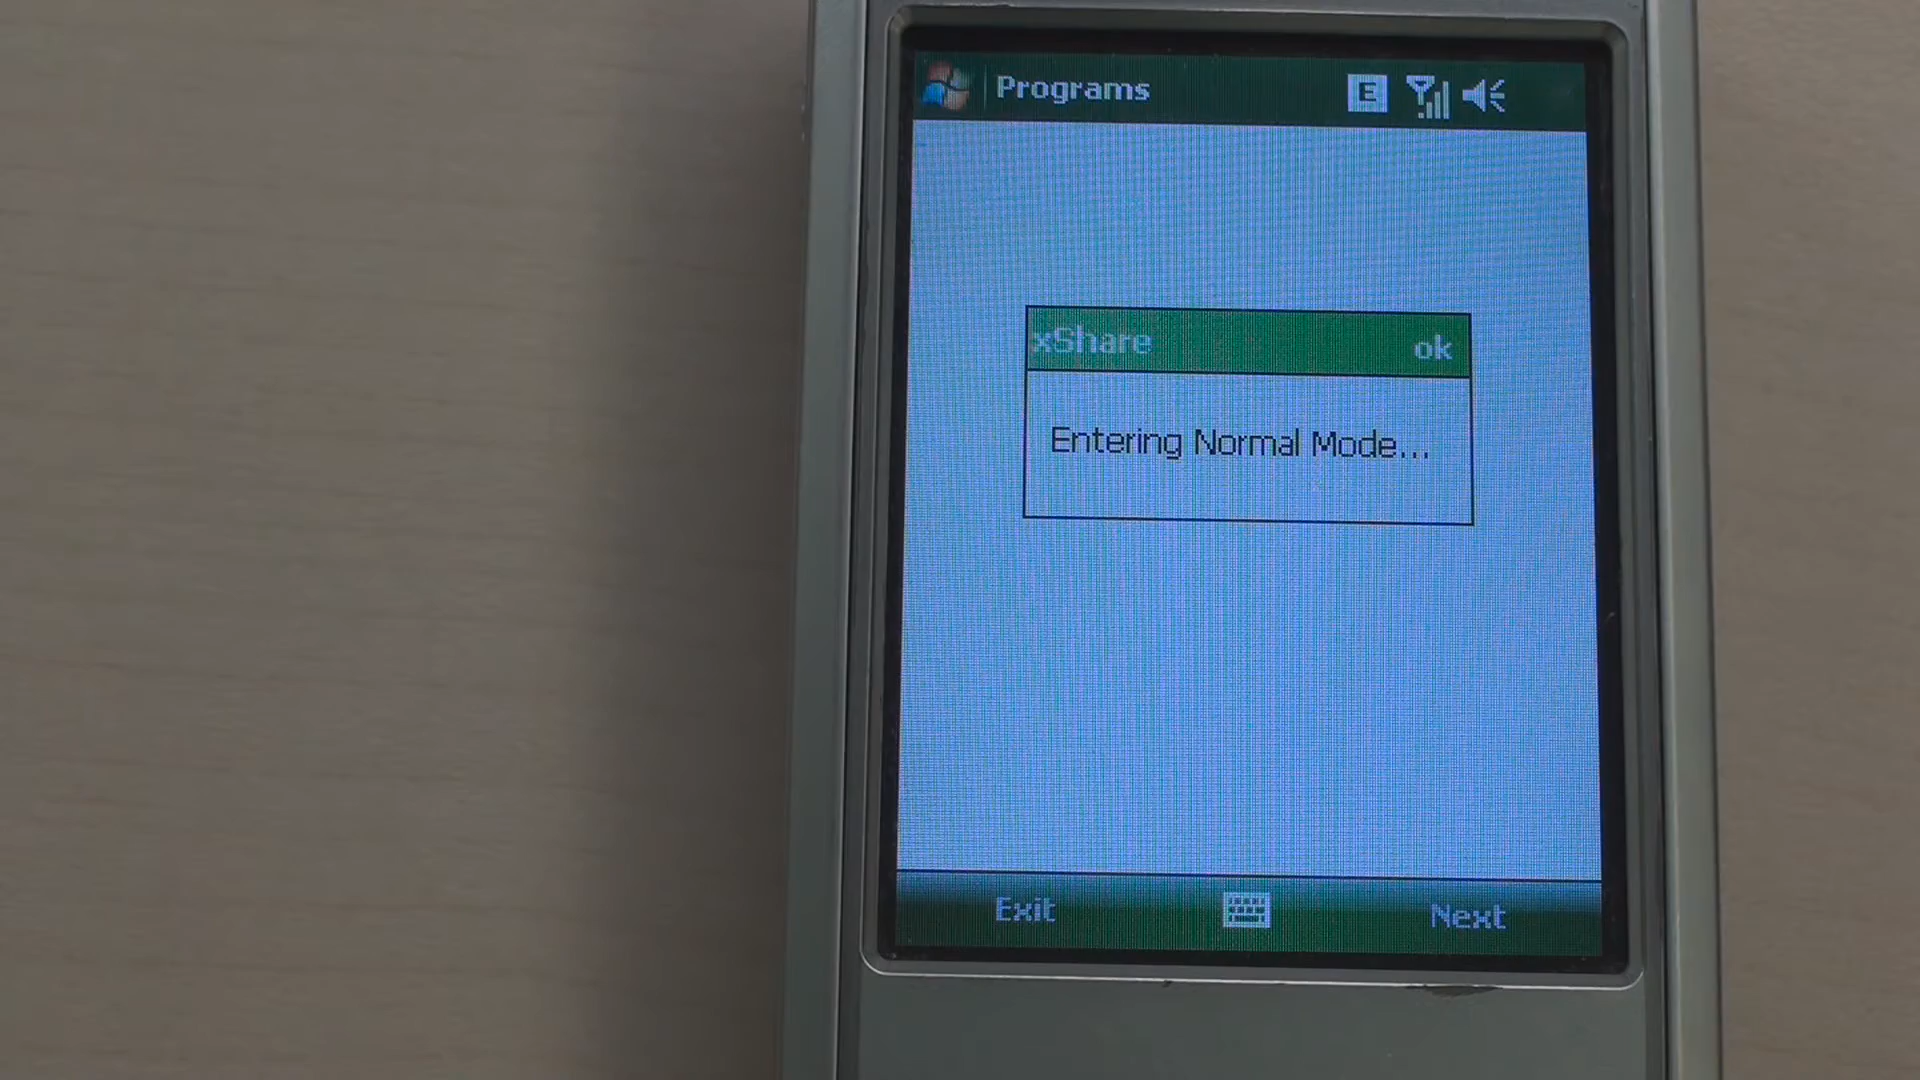 Programs
E
xShare
ok
Entering Normal Mode...
Exit
Next